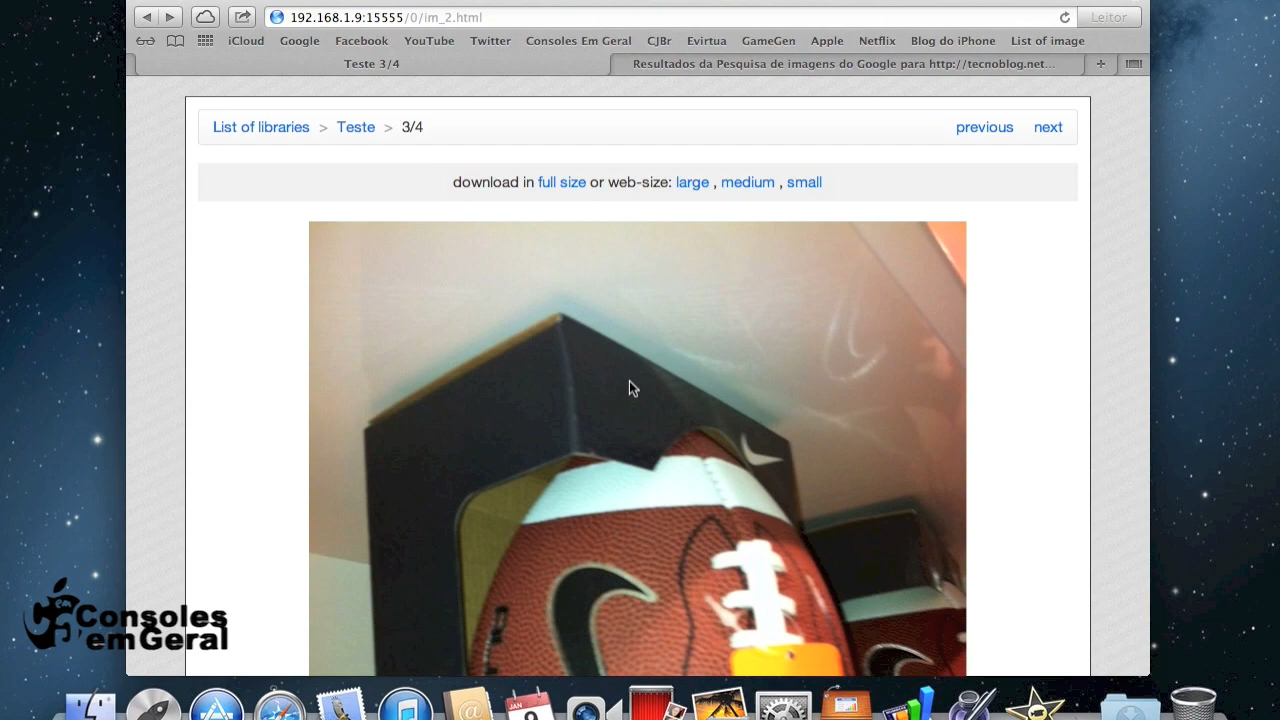 192.168.1.9:15555/0/im_2.html
Leitor
iCloud Google Facebook YouTube Twitter Consoles Em Geral CJBr Evirtua GameGen Apple Netflix Blog do iPhone List of image
Teste 3/4
Resultados da Pesquisa de imagens do Google para http://tecnoblog.net...
List of libraries > Teste > 3/4
previous next
download in full size or web-size: large , medium , small
Consoles
em Geral
JAN
9